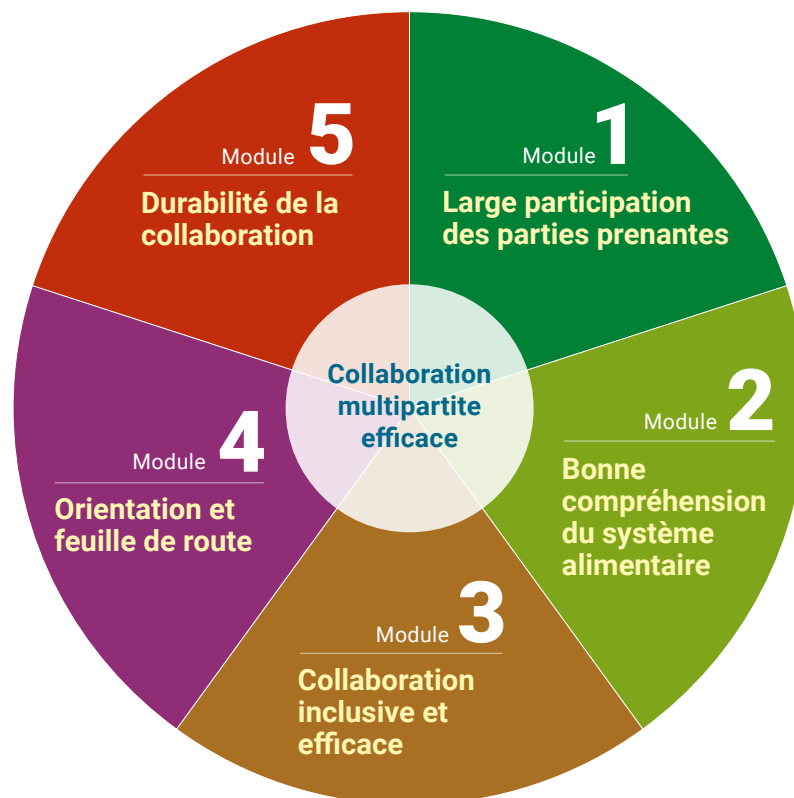 Module 1
Large participation
des parties prenantes
Module 2
Bonne
compréhension
du système
alimentaire
Module 3
Collaboration
inclusive et
efficace
Module 4
Orientation et
feuille de route
Module 5
Durabilité de la
collaboration
Collaboration
multipartite
efficace